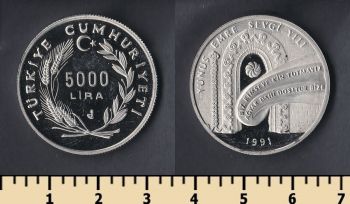 TÜRKİYE CUMHURİYETİ
5000
LİRA
YUNUS EMRE SEVGİ YILI
1991
1 2 3 4 5 6 7 8